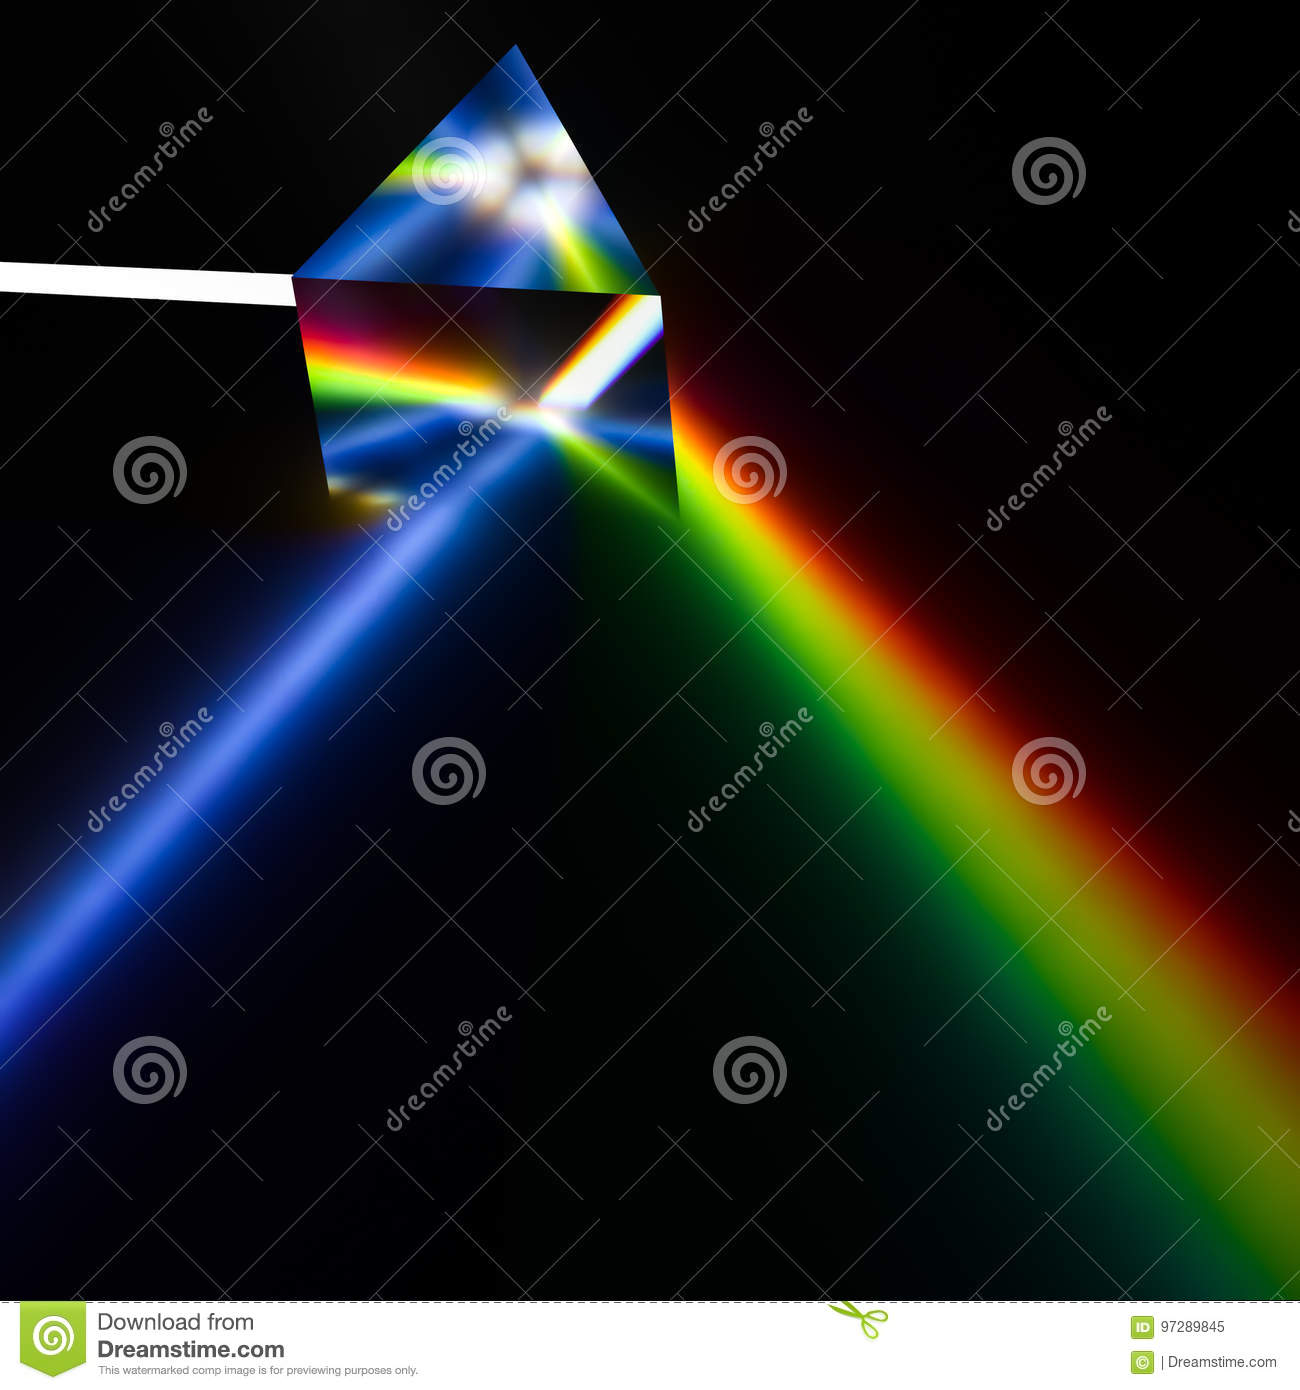 dreamstime
dreamstime
dreamstime
dreamstime
dreamstime
dreamstime
dreamstime
dreamstime
Download from
Dreamstime.com
This watermarked comp image is for previewing purposes only.
ID 97289845
© | Dreamstime.com